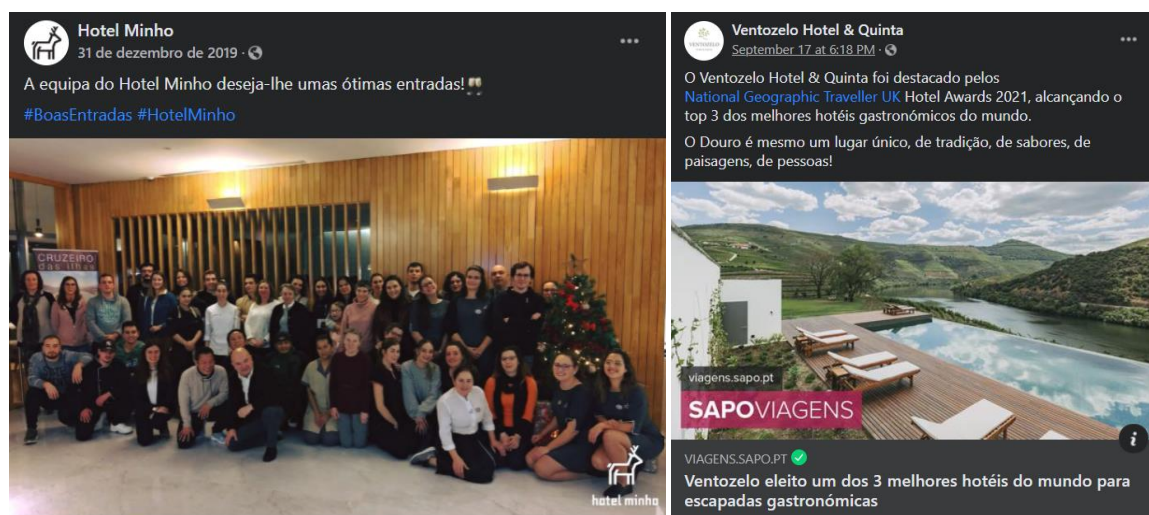 Hotel Minho
31 de dezembro de 2019 ·
A equipa do Hotel Minho deseja-lhe umas ótimas entradas!
#BoasEntradas #HotelMinho
CRUZEIRO
das ilhas
hotel minho
Ventozelo Hotel & Quinta
September 17 at 6:18 PM ·
VENTOZELO
O Ventozelo Hotel & Quinta foi destacado pelos
National Geographic Traveller UK Hotel Awards 2021, alcançando o
top 3 dos melhores hotéis gastronómicos do mundo.
O Douro é mesmo um lugar único, de tradição, de sabores, de
paisagens, de pessoas!
viagens.sapo.pt
SAPOVIAGENS
i
VIAGENS.SAPO.PT
Ventozelo eleito um dos 3 melhores hotéis do mundo para
escapadas gastronómicas